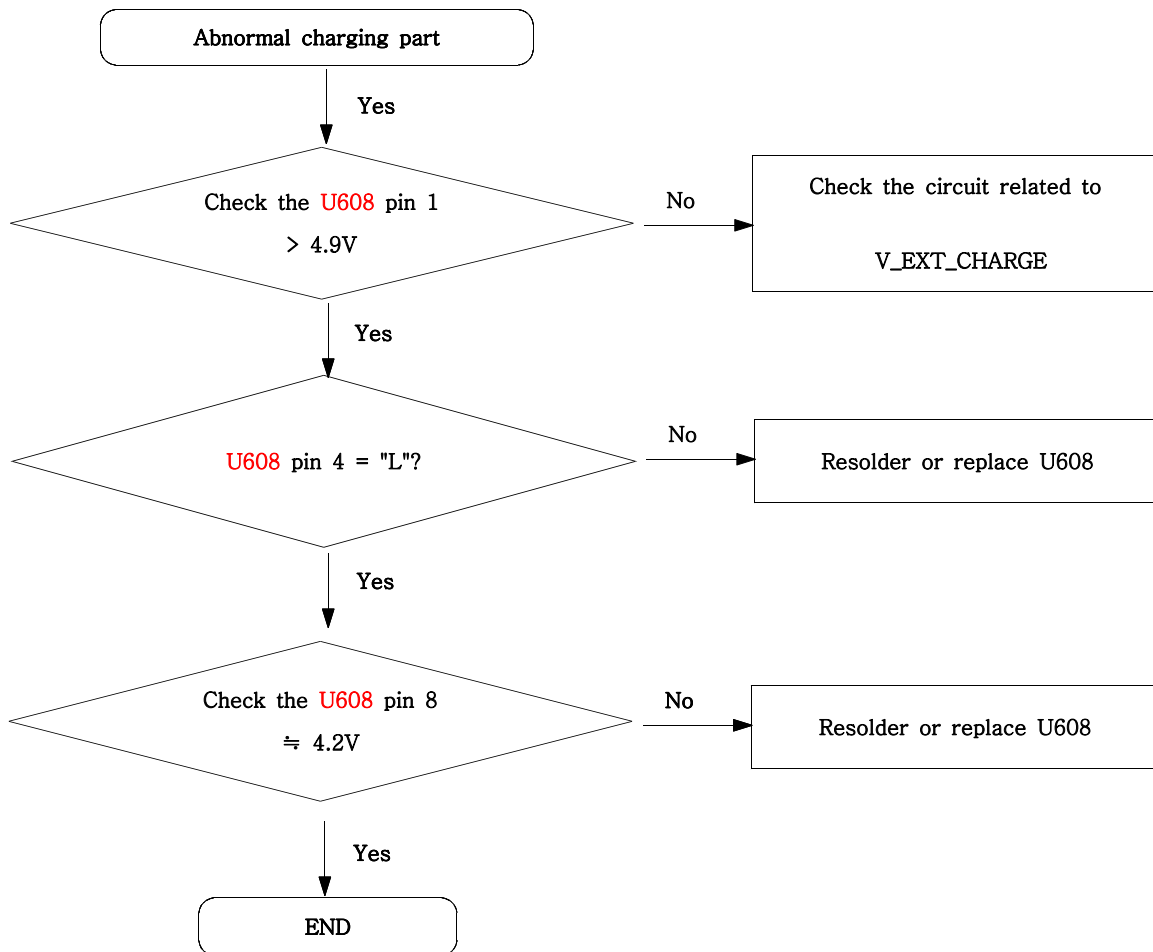 Abnormal charging part
Yes
Check the U608 pin 1
> 4.9V
No
Check the circuit related to
V_EXT_CHARGE
Yes
U608 pin 4 = "L"?
No
Resolder or replace U608
Yes
Check the U608 pin 8
≒ 4.2V
No
Resolder or replace U608
Yes
END